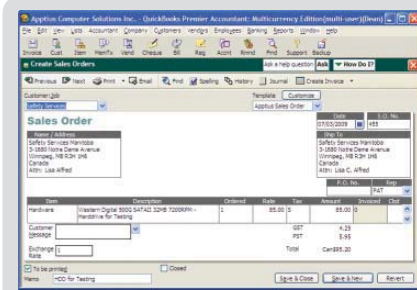 Apptus Computer Solutions Inc. - QuickBooks Premier Accountant: Multicurrency Edition(multi-user)(Dean)
File Edit View Lists Accountant Company Customers Vendors Employees Banking Reports Window Help
Invoice Cust Item MemTx Vend Cheque Bill Reg Accnt Rmnd Find Support Backup
Create Sales Orders Ask a help question Ask How Do I?
Previous Next Print Email Find Spelling History Journal Create Invoice
Customer:Job Template Customize
Safety Services Apptus Sales Order
Sales Order
Date S.O. No.
07/03/2009 455
Name / Address
Safety Services Manitoba
3-1680 Notre Dame Avenue
Winnipeg, MB R3H 1H6
Canada
Attn: Lisa C. Alfred
Ship To
Safety Services Manitoba
3-1680 Notre Dame Avenue
Winnipeg, MB R3H 1H6
Canada
Attn: Lisa C. Alfred
P.O. No. Rep
PAT
Item Description Ordered Rate Tax Amount Invoiced Clsd
Hardware Western Digital 500G SATAII 32MB 7200RPM - Harddrive for Testing 1 85.00 S 85.00 0
Customer Message
GST 4.25
PST 5.95
Exchange Rate 1
Total Can$95.20
To be printed Closed
Memo HDD for Testing
Save & Close Save & New Revert